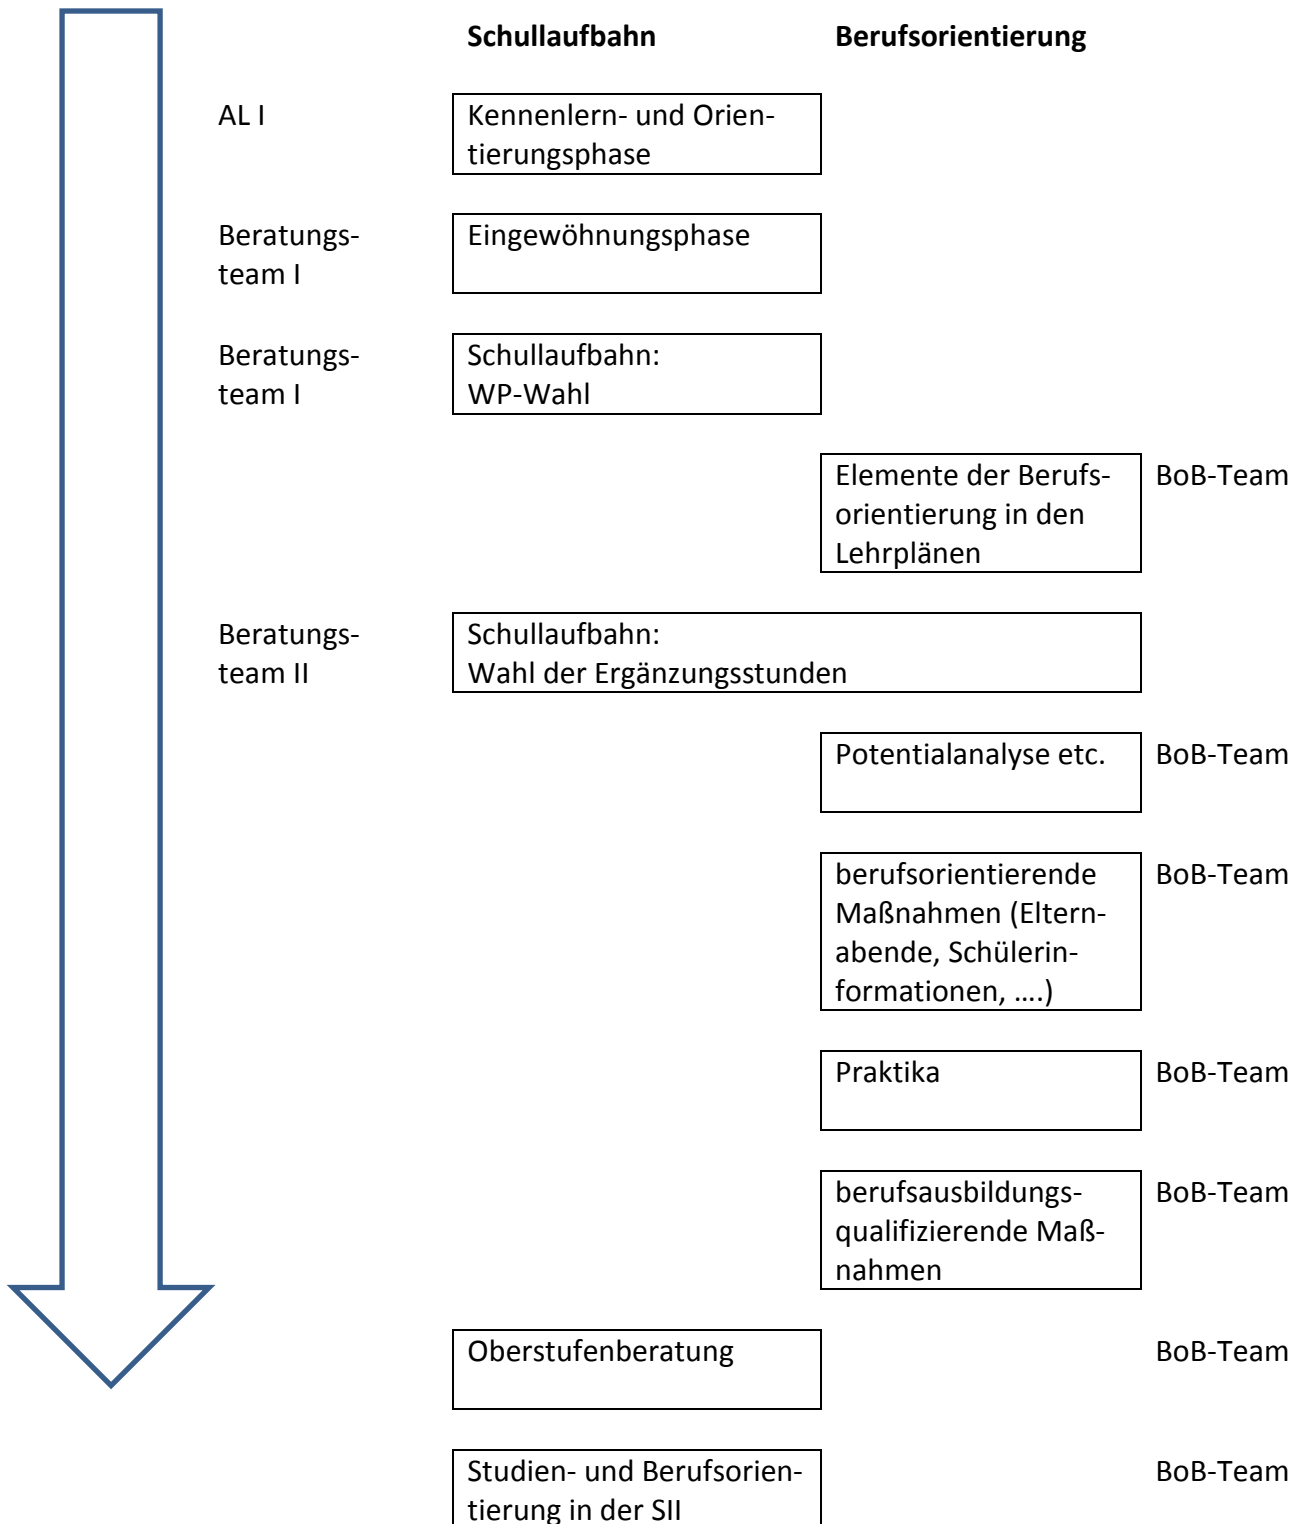 Schullaufbahn Berufsorientierung
AL I Kennenlern- und Orien-
tierungsphase
Beratungs- Eingewöhnungsphase
team I
Beratungs- Schullaufbahn:
team I WP-Wahl
Elemente der Berufs- BoB-Team
orientierung in den
Lehrplänen
Beratungs- Schullaufbahn:
team II Wahl der Ergänzungsstunden
Potentialanalyse etc. BoB-Team
berufsorientierende BoB-Team
Maßnahmen (Eltern-
abende, Schülerin-
formationen, ….)
Praktika BoB-Team
berufsausbildungs- BoB-Team
qualifizierende Maß-
nahmen
Oberstufenberatung BoB-Team
Studien- und Berufsorien- BoB-Team
tierung in der SII